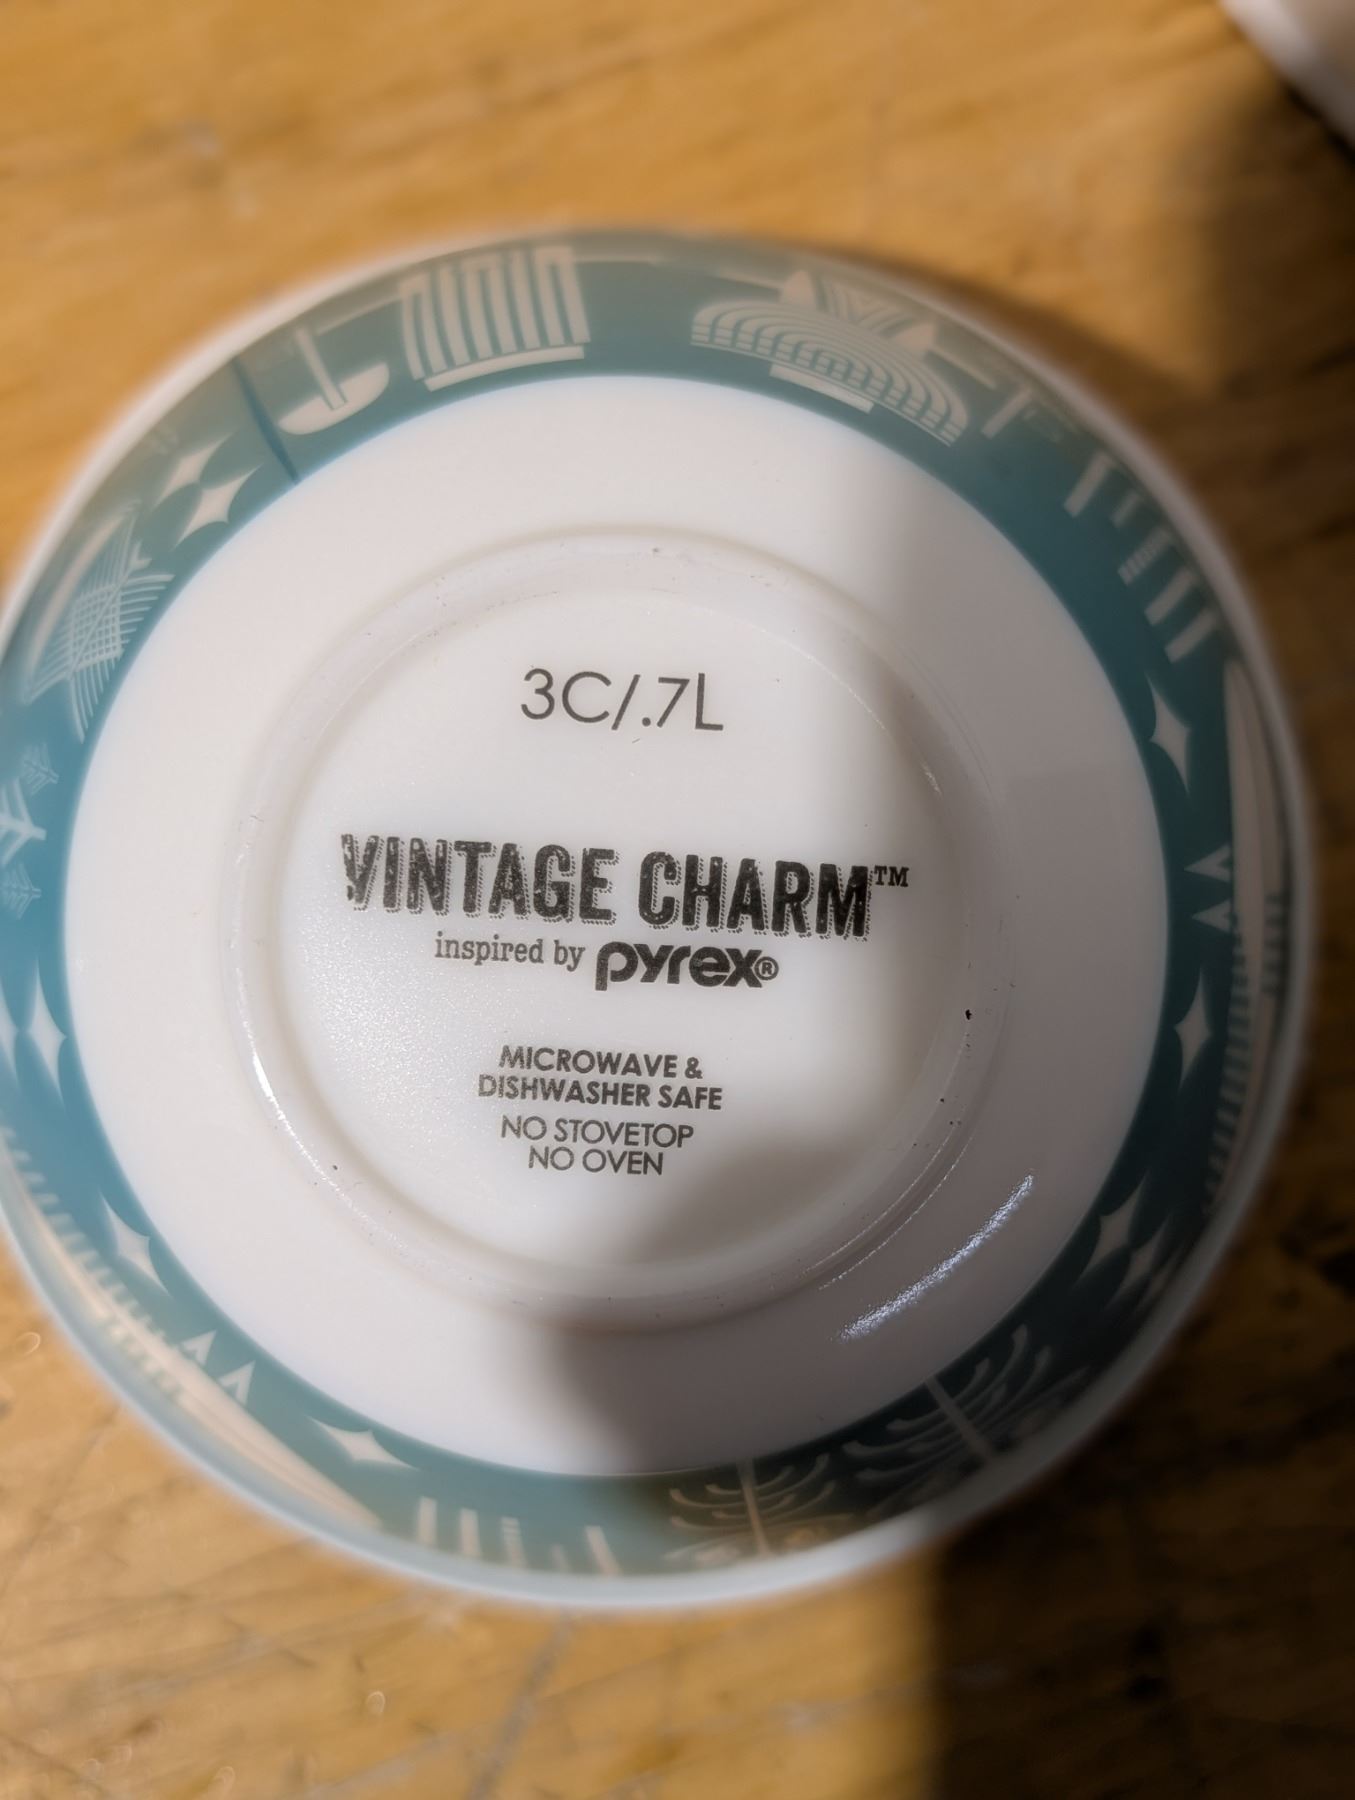 3C/.7L
VINTAGE CHARM™
inspired by pyrex®
MICROWAVE &
DISHWASHER SAFE
NO STOVETOP
NO OVEN